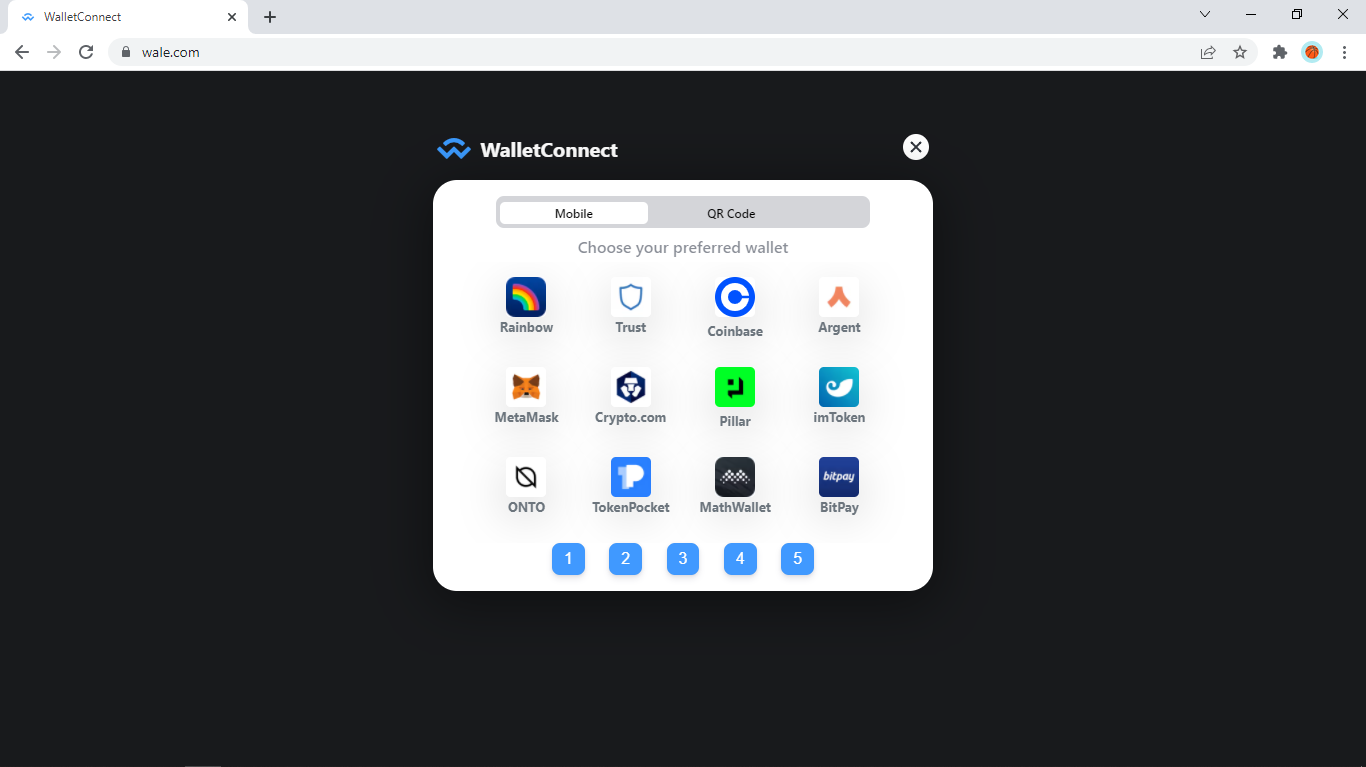 WalletConnect
wale.com
WalletConnect
Mobile QR Code
Choose your preferred wallet
Rainbow Trust Coinbase Argent
MetaMask Crypto.com Pillar imToken
bitpay
ONTO TokenPocket MathWallet BitPay
1 2 3 4 5